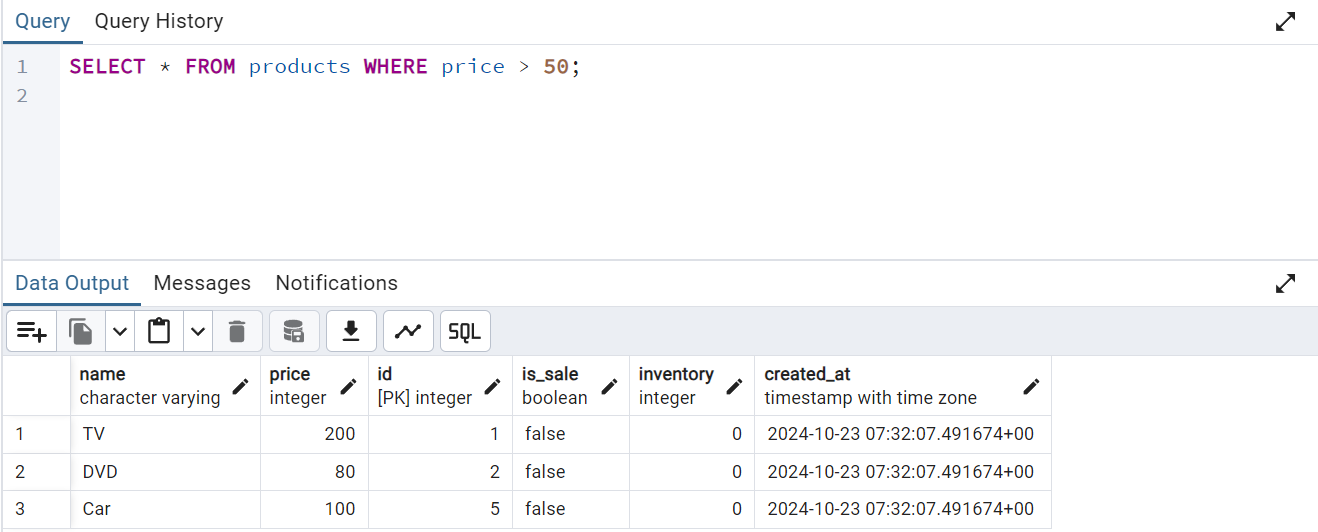 Query Query History
1 SELECT * FROM products WHERE price > 50;
2
Data Output Messages Notifications
SQL
name price id is_sale inventory created_at
character varying integer [PK] integer boolean integer timestamp with time zone
1 TV 200 1 false 0 2024-10-23 07:32:07.491674+00
2 DVD 80 2 false 0 2024-10-23 07:32:07.491674+00
3 Car 100 5 false 0 2024-10-23 07:32:07.491674+00